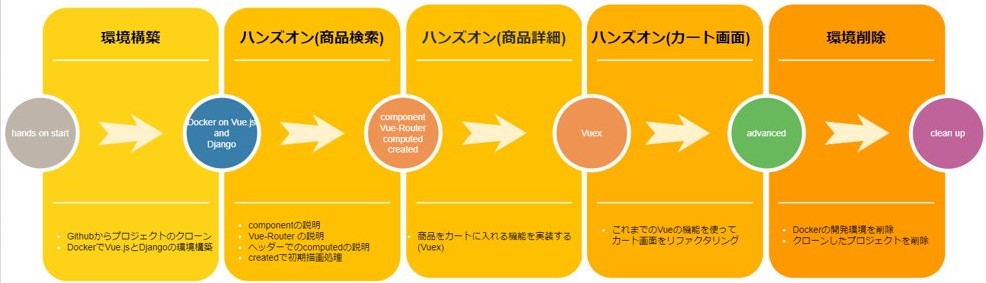 環境構築
ハンズオン(商品検索)
ハンズオン(商品詳細)
ハンズオン(カート画面)
環境削除
hands on start
Docker on Vue.js
and
Django
component
Vue-Router
computed
created
Vuex
advanced
clean up
• Githubからプロジェクトのクローン
• DockerでVue.jsとDjangoの環境構築
• componentの説明
• Vue-Router の説明
• ヘッダーでのcomputedの説明
• createdで初期描画処理
• 商品をカートに入れる機能を実装する
(Vuex)
• これまでのVueの機能を使って
カート画面をリファクタリング
• Dockerの開発環境を削除
• クローンしたプロジェクトを削除